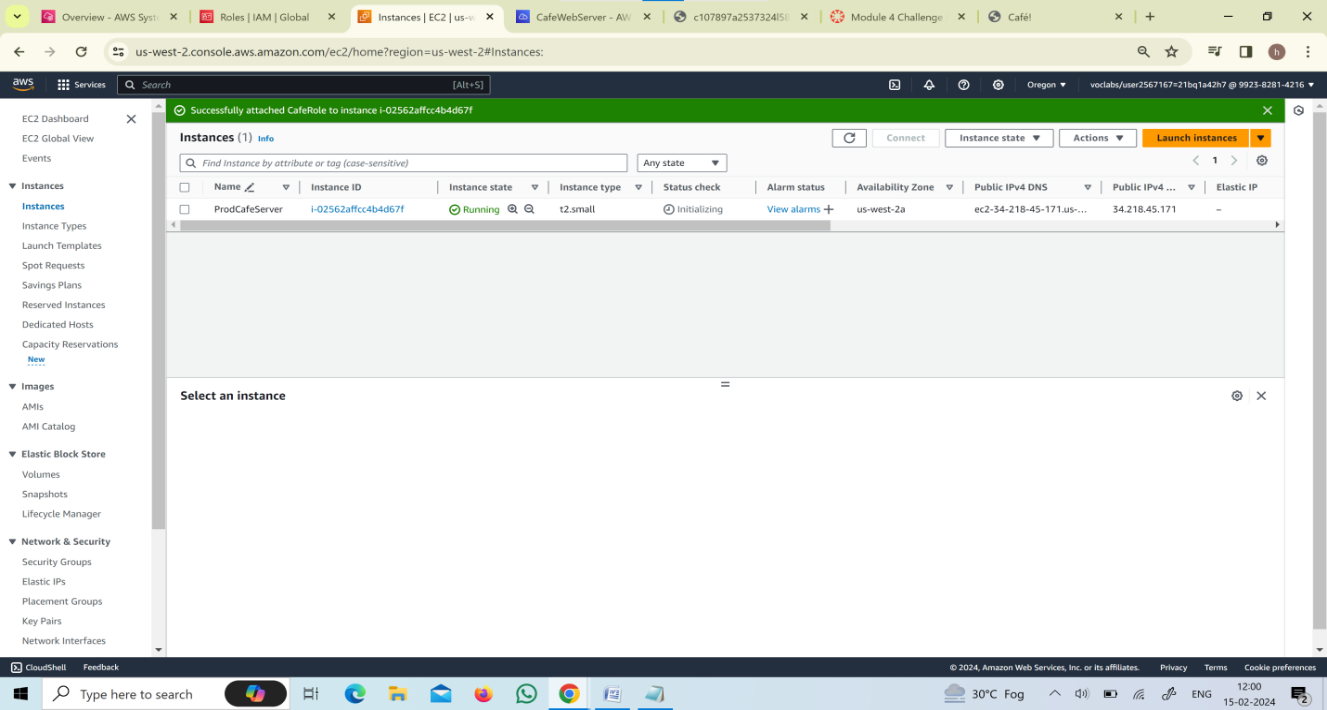 Overview - AWS Syst
Roles | IAM | Global
Instances | EC2 | us-w
CafeWebServer - AW
c107897a2537324l58
Module 4 Challenge
Café!
us-west-2.console.aws.amazon.com/ec2/home?region=us-west-2#Instances:
h
aws
Services
Search
[Alt+S]
Oregon
voclabs/user2567167=21bq1a42h7 @ 9923-8281-4216
EC2 Dashboard
EC2 Global View
Events
Instances
Instances
Instance Types
Launch Templates
Spot Requests
Savings Plans
Reserved Instances
Dedicated Hosts
Capacity Reservations
New
Images
AMIs
AMI Catalog
Elastic Block Store
Volumes
Snapshots
Lifecycle Manager
Network & Security
Security Groups
Elastic IPs
Placement Groups
Key Pairs
Network Interfaces
Successfully attached CafeRole to instance i-02562affcc4b4d67f
Instances (1) Info
Connect
Instance state
Actions
Launch instances
Find Instance by attribute or tag (case-sensitive)
Any state
1
Name Instance ID Instance state Instance type Status check Alarm status Availability Zone Public IPv4 DNS Public IPv4 ... Elastic IP
ProdCafeServer i-02562affcc4b4d67f Running t2.small Initializing View alarms + us-west-2a ec2-34-218-45-171.us-... 34.218.45.171 –
Select an instance
CloudShell Feedback
© 2024, Amazon Web Services, Inc. or its affiliates. Privacy Terms Cookie preferences
Type here to search
30°C Fog
ENG
12:00
15-02-2024
2